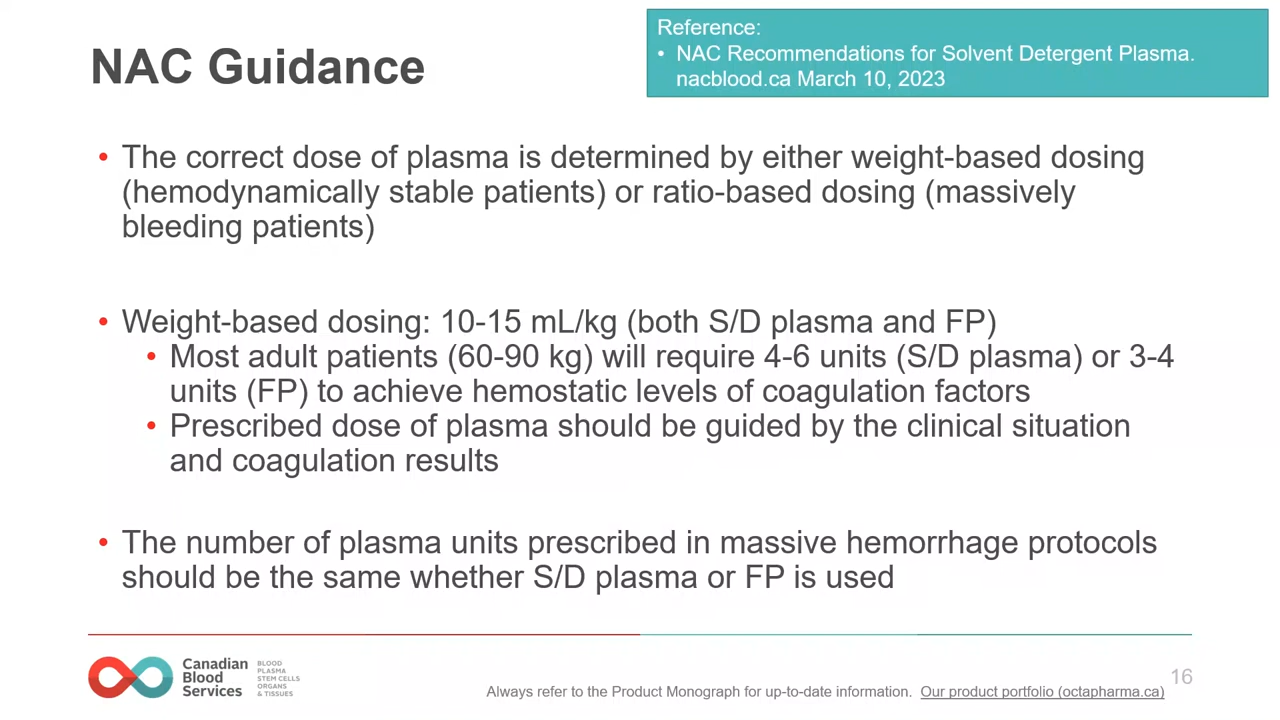 NAC Guidance
Reference:
• NAC Recommendations for Solvent Detergent Plasma.
nacblood.ca March 10, 2023
• The correct dose of plasma is determined by either weight-based dosing
(hemodynamically stable patients) or ratio-based dosing (massively
bleeding patients)
• Weight-based dosing: 10-15 mL/kg (both S/D plasma and FP)
• Most adult patients (60-90 kg) will require 4-6 units (S/D plasma) or 3-4
units (FP) to achieve hemostatic levels of coagulation factors
• Prescribed dose of plasma should be guided by the clinical situation
and coagulation results
• The number of plasma units prescribed in massive hemorrhage protocols
should be the same whether S/D plasma or FP is used
Canadian
Blood
Services
BLOOD
PLASMA
STEM CELLS
ORGANS
& TISSUES
Always refer to the Product Monograph for up-to-date information. Our product portfolio (octapharma.ca)
16